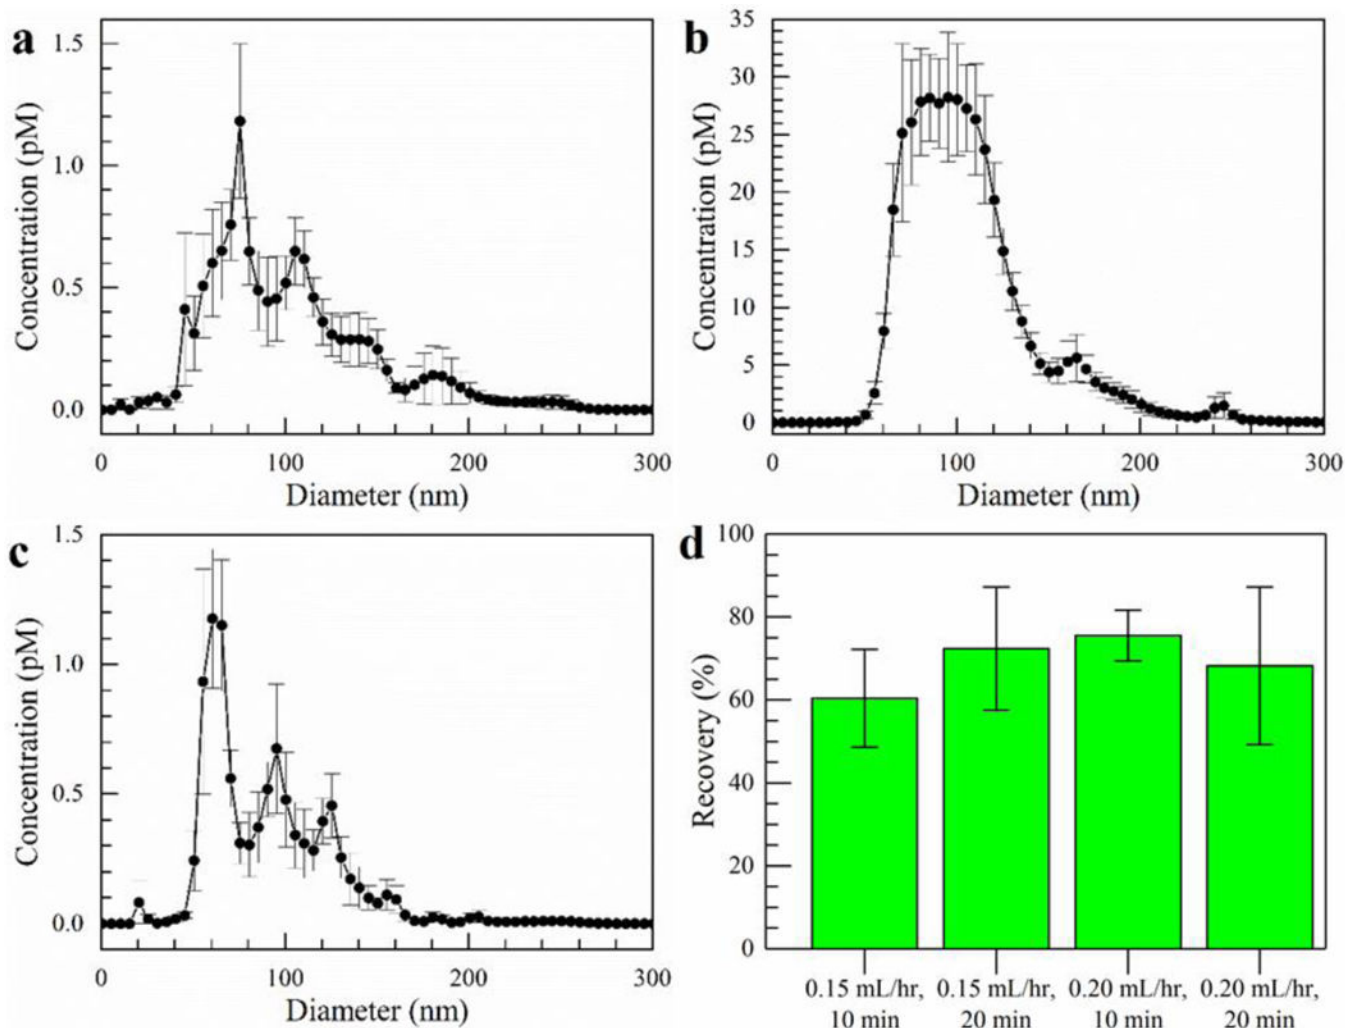 a
1.5
1.0
0.5
0.0
Concentration (pM)
0
100
200
300
Diameter (nm)
b
35
30
25
20
15
10
5
0
Concentration (pM)
0
100
200
300
Diameter (nm)
c
1.5
1.0
0.5
0.0
Concentration (pM)
0
100
200
300
Diameter (nm)
d
100
80
60
40
20
0
Recovery (%)
0.15 mL/hr,
10 min
0.15 mL/hr,
20 min
0.20 mL/hr,
10 min
0.20 mL/hr,
20 min